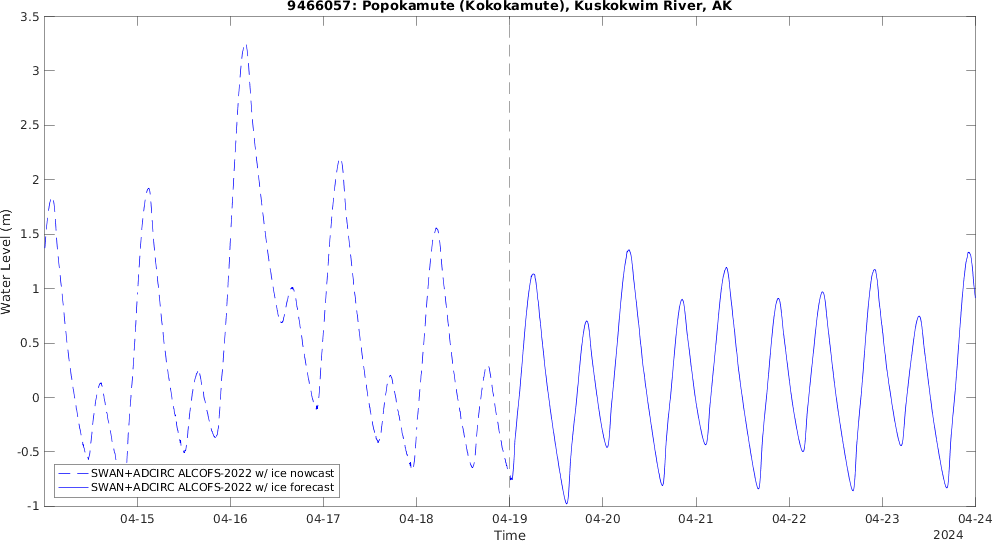 9466057: Popokamute (Kokokamute), Kuskokwim River, AK
3.5
3
2.5
2
1.5
1
0.5
0
-0.5
-1
Water Level (m)
SWAN+ADCIRC ALCOFS-2022 w/ ice nowcast
SWAN+ADCIRC ALCOFS-2022 w/ ice forecast
04-15 04-16 04-17 04-18 04-19 04-20 04-21 04-22 04-23 04-24
Time
2024